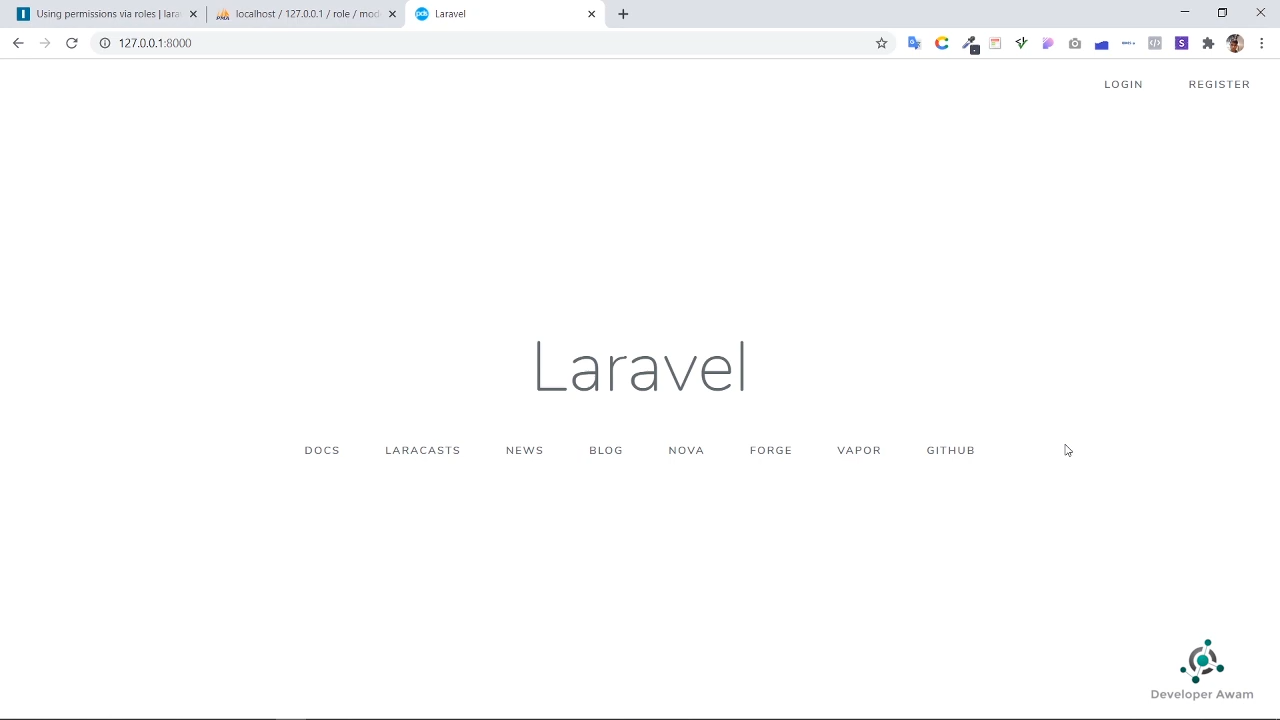 Using permissions via roles | lara
localhost / 127.0.0.1 / role / mod
Laravel
127.0.0.1:8000
LOGIN REGISTER
Laravel
DOCS LARACASTS NEWS BLOG NOVA FORGE VAPOR GITHUB
Developer Awam